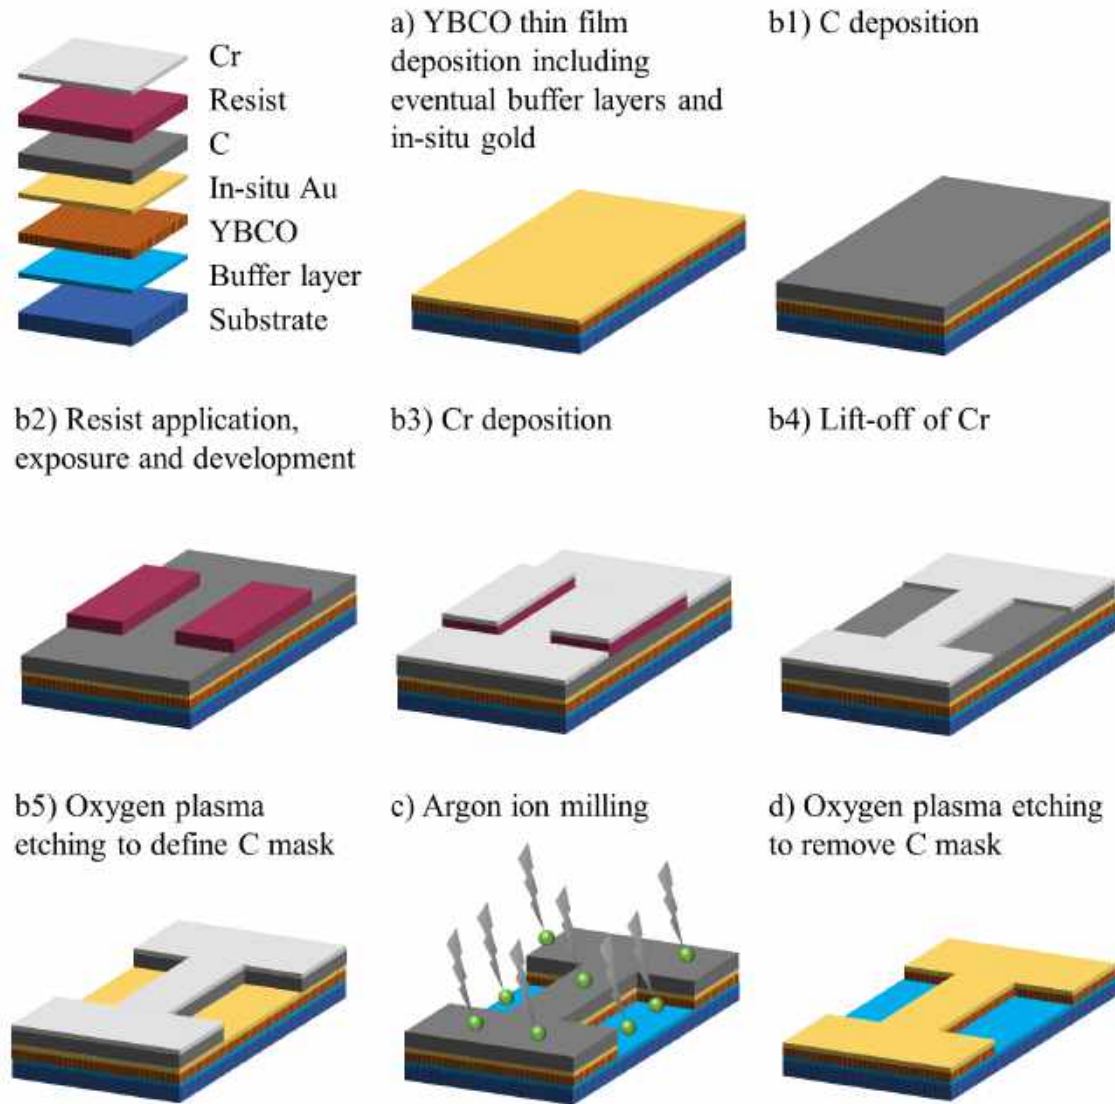 Cr
Resist
C
In-situ Au
YBCO
Buffer layer
Substrate
a) YBCO thin film
deposition including
eventual buffer layers and
in-situ gold
b1) C deposition
b2) Resist application,
exposure and development
b3) Cr deposition
b4) Lift-off of Cr
b5) Oxygen plasma
etching to define C mask
c) Argon ion milling
d) Oxygen plasma etching
to remove C mask